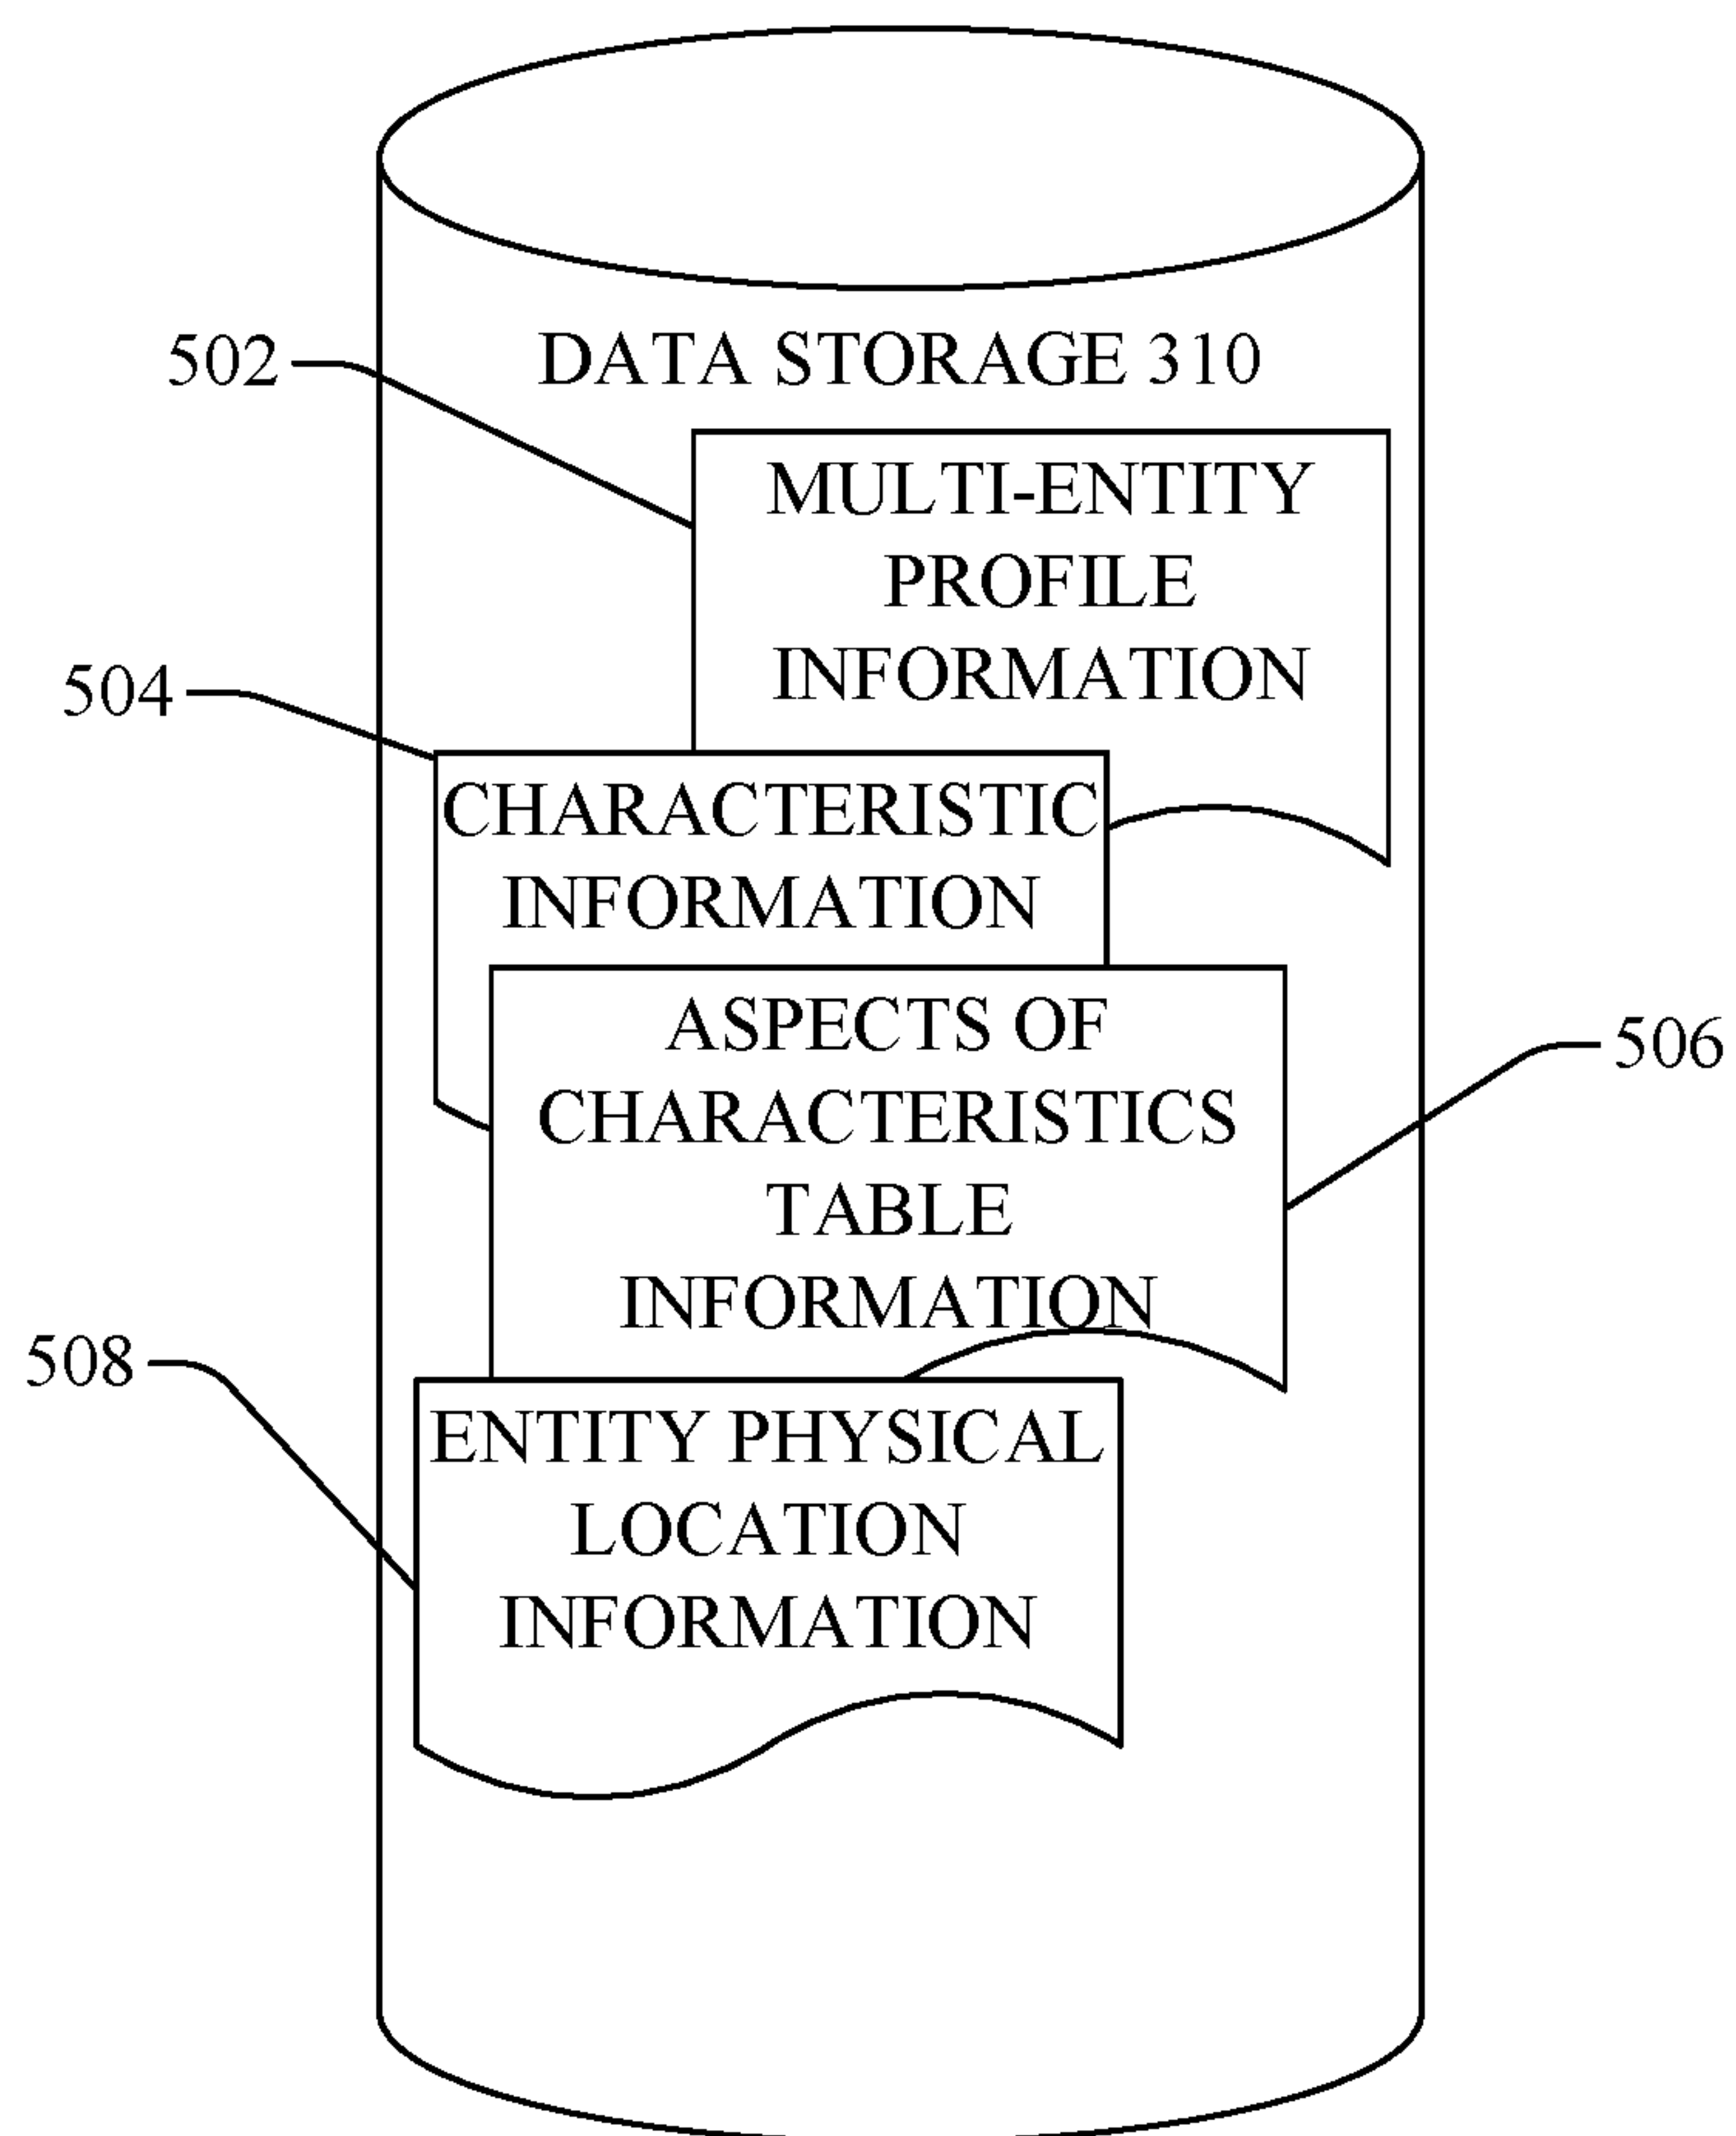 502
DATA STORAGE 310
MULTI-ENTITY
PROFILE
INFORMATION
504
CHARACTERISTIC
INFORMATION
ASPECTS OF
CHARACTERISTICS
TABLE
INFORMATION
506
508
ENTITY PHYSICAL
LOCATION
INFORMATION